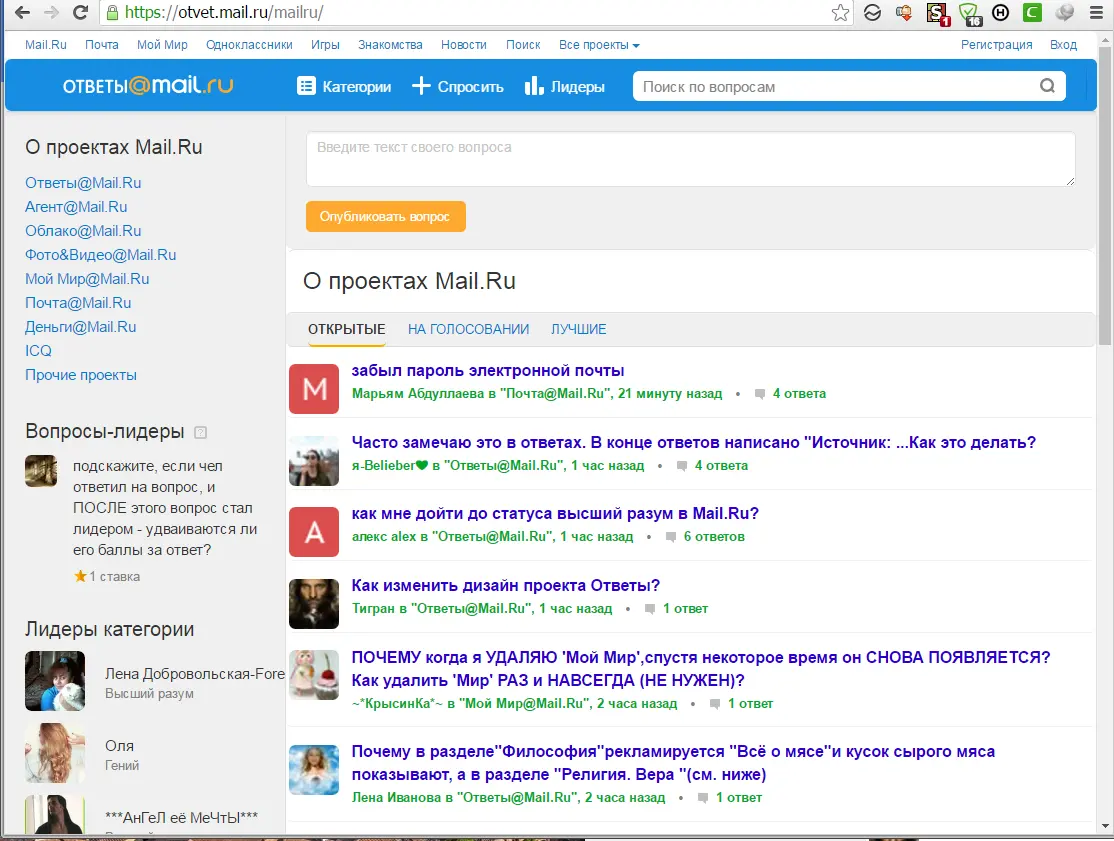 https://otvet.mail.ru/mailru/
1
16
Mail.Ru Почта Мой Мир Одноклассники Игры Знакомства Новости Поиск Все проекты Регистрация Вход
ответы@mail.ru Категории Спросить Лидеры Поиск по вопросам
О проектах Mail.Ru
Ответы@Mail.Ru
Агент@Mail.Ru
Облако@Mail.Ru
Фото&Видео@Mail.Ru
Мой Мир@Mail.Ru
Почта@Mail.Ru
Деньги@Mail.Ru
ICQ
Прочие проекты
Вопросы-лидеры ?
подскажите, если чел
ответил на вопрос, и
ПОСЛЕ этого вопрос стал
лидером - удваиваются ли
его баллы за ответ?
1 ставка
Лидеры категории
Лена Добровольская-Fore
Высший разум
Оля
Гений
***АнГеЛ её МеЧтЫ***
Введите текст своего вопроса
Опубликовать вопрос
О проектах Mail.Ru
ОТКРЫТЫЕ НА ГОЛОСОВАНИИ ЛУЧШИЕ
М
забыл пароль электронной почты
Марьям Абдуллаева в "Почта@Mail.Ru", 21 минуту назад • 4 ответа
Часто замечаю это в ответах. В конце ответов написано "Источник: ...Как это делать?
я-Belieber♥ в "Ответы@Mail.Ru", 1 час назад • 4 ответа
А
как мне дойти до статуса высший разум в Mail.Ru?
алекс alex в "Ответы@Mail.Ru", 1 час назад • 6 ответов
Как изменить дизайн проекта Ответы?
Тигран в "Ответы@Mail.Ru", 1 час назад • 1 ответ
ПОЧЕМУ когда я УДАЛЯЮ 'Мой Мир',спустя некоторое время он СНОВА ПОЯВЛЯЕТСЯ?
Как удалить 'Мир' РАЗ и НАВСЕГДА (НЕ НУЖЕН)?
~*КрысинКа*~ в "Мой Мир@Mail.Ru", 2 часа назад • 1 ответ
Почему в разделе"Философия"рекламируется "Всё о мясе"и кусок сырого мяса
показывают, а в разделе "Религия. Вера "(см. ниже)
Лена Иванова в "Ответы@Mail.Ru", 2 часа назад • 1 ответ